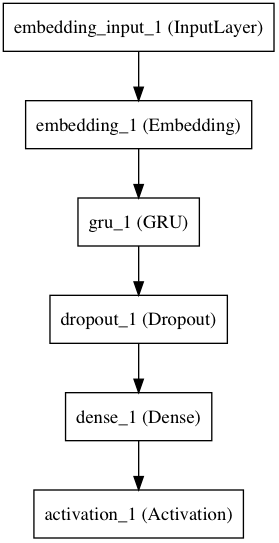 embedding_input_1 (InputLayer)
embedding_1 (Embedding)
gru_1 (GRU)
dropout_1 (Dropout)
dense_1 (Dense)
activation_1 (Activation)